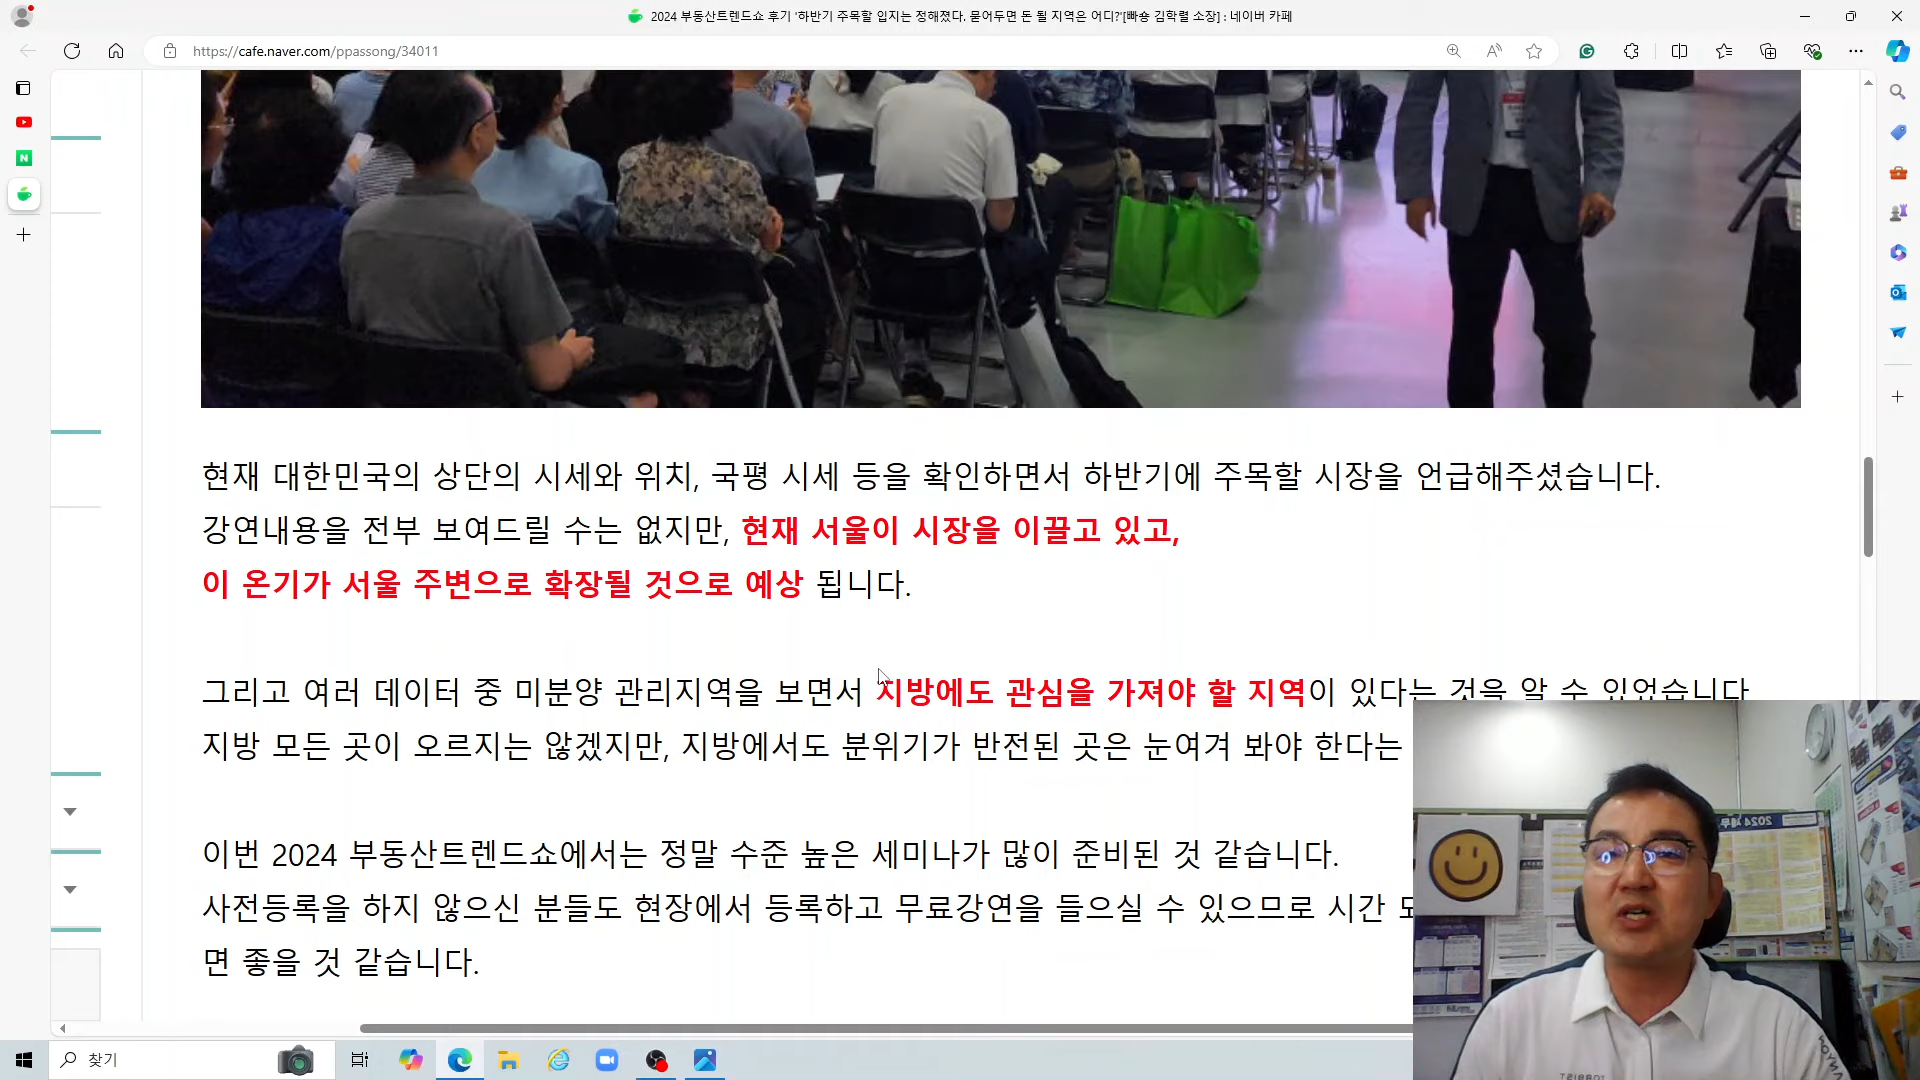 2024 부동산트렌드쇼 후기 '하반기 주목할 입지는 정해졌다. 묻어두면 돈 될 지역은 어디?'[빠숑 김학렬 소장] : 네이버 카페
https://cafe.naver.com/ppassong/34011
현재 대한민국의 상단의 시세와 위치, 국평 시세 등을 확인하면서 하반기에 주목할 시장을 언급해주셨습니다.
강연내용을 전부 보여드릴 수는 없지만, 현재 서울이 시장을 이끌고 있고,
이 온기가 서울 주변으로 확장될 것으로 예상 됩니다.
그리고 여러 데이터 중 미분양 관리지역을 보면서 지방에도 관심을 가져야 할 지역이 있다는 것을 알 수 있었습니다
지방 모든 곳이 오르지는 않겠지만, 지방에서도 분위기가 반전된 곳은 눈여겨 봐야 한다는
이번 2024 부동산트렌드쇼에서는 정말 수준 높은 세미나가 많이 준비된 것 같습니다.
사전등록을 하지 않으신 분들도 현장에서 등록하고 무료강연을 들으실 수 있으므로 시간
면 좋을 것 같습니다.
찾기